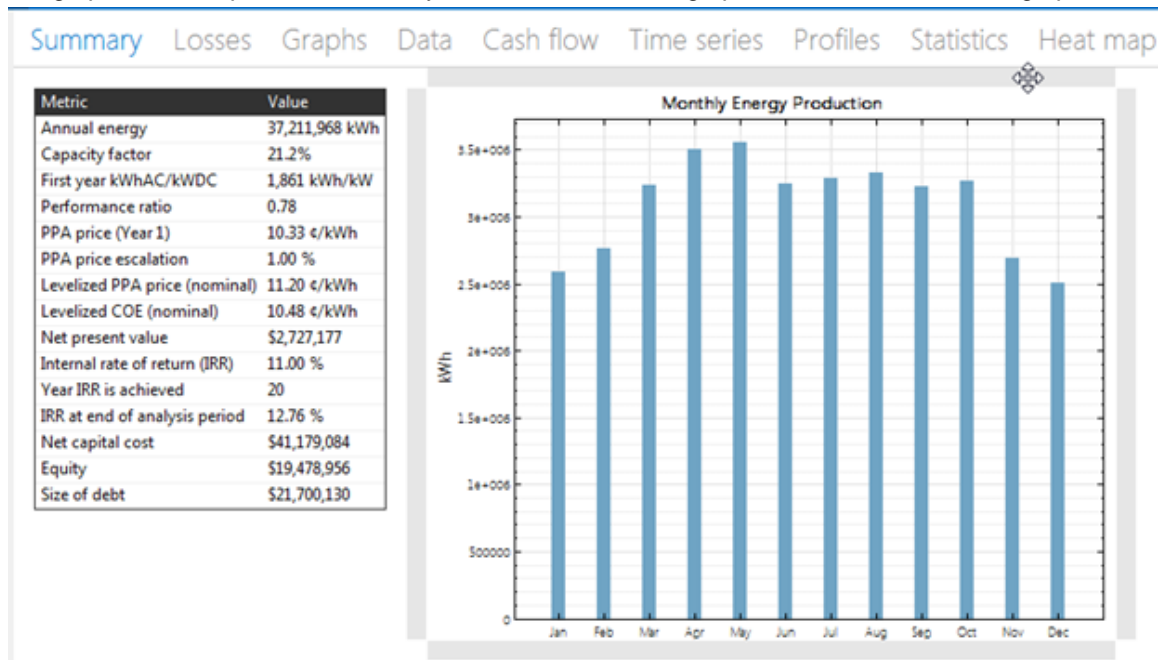 Summary Losses Graphs Data Cash flow Time series Profiles Statistics Heat map
Metric Value
Annual energy 37,211,968 kWh
Capacity factor 21.2%
First year kWhAC/kWDC 1,861 kWh/kW
Performance ratio 0.78
PPA price (Year 1) 10.33 ¢/kWh
PPA price escalation 1.00 %
Levelized PPA price (nominal) 11.20 ¢/kWh
Levelized COE (nominal) 10.48 ¢/kWh
Net present value $2,727,177
Internal rate of return (IRR) 11.00 %
Year IRR is achieved 20
IRR at end of analysis period 12.76 %
Net capital cost $41,179,084
Equity $19,478,956
Size of debt $21,700,130
Monthly Energy Production
3.5e+006
3e+006
2.5e+006
2e+006
kWh
1.5e+006
1e+006
500000
0
Jan Feb Mar Apr May Jun Jul Aug Sep Oct Nov Dec